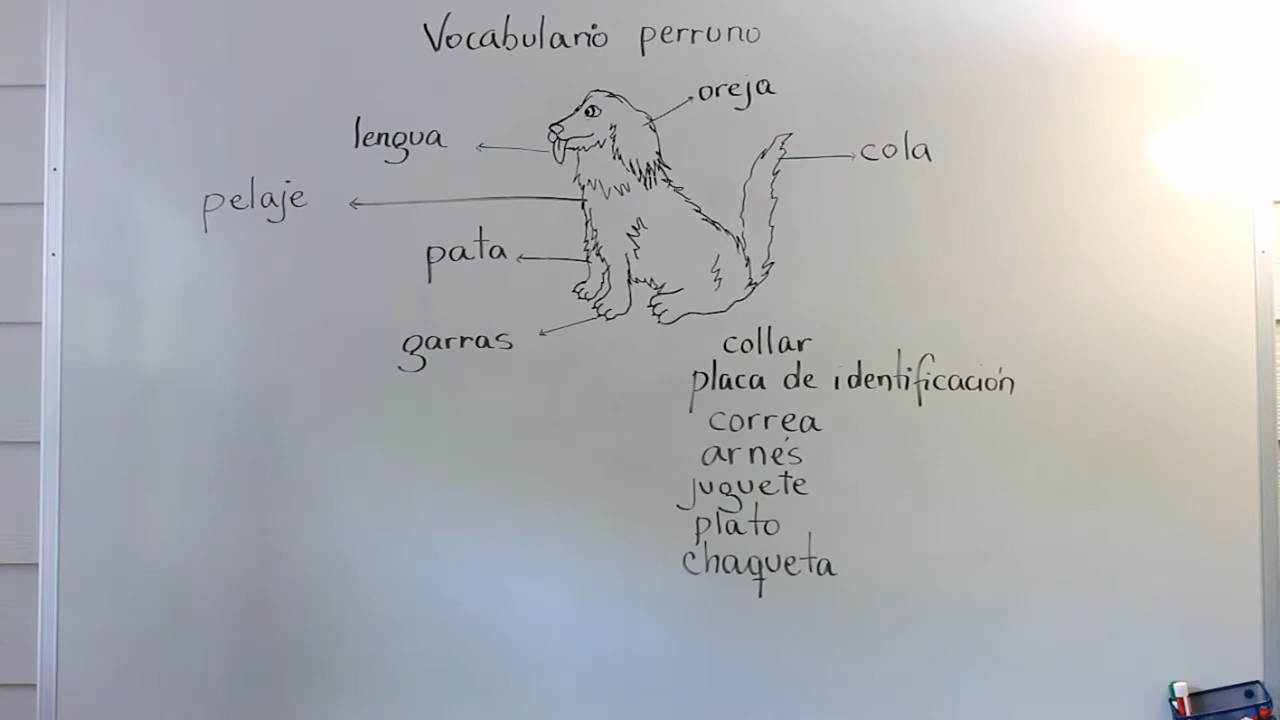 Vocabulario perruno
oreja
lengua
cola
pelaje
pata
garras
collar
placa de identificación
correa
arnés
juguete
plato
chaqueta